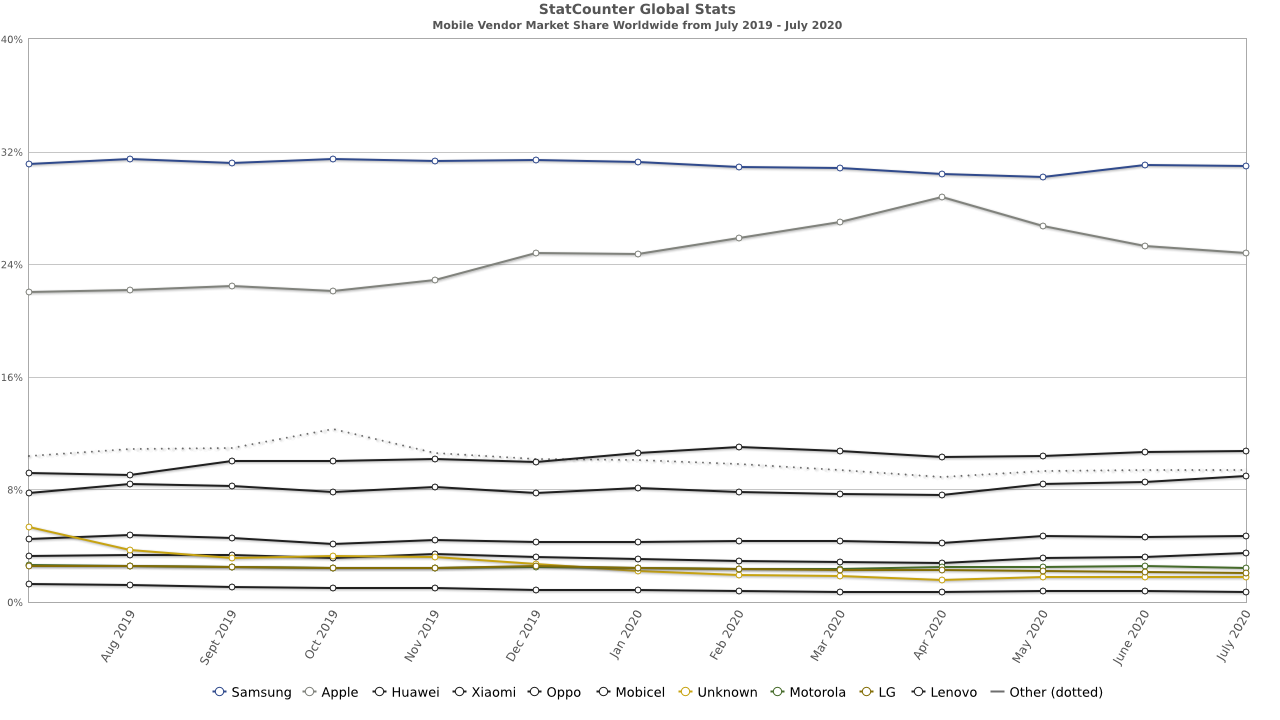 StatCounter Global Stats
Mobile Vendor Market Share Worldwide from July 2019 - July 2020
40%
32%
24%
16%
8%
0%
Aug 2019
Sept 2019
Oct 2019
Nov 2019
Dec 2019
Jan 2020
Feb 2020
Mar 2020
Apr 2020
May 2020
June 2020
July 2020
Samsung Apple Huawei Xiaomi Oppo Mobicel Unknown Motorola LG Lenovo Other (dotted)